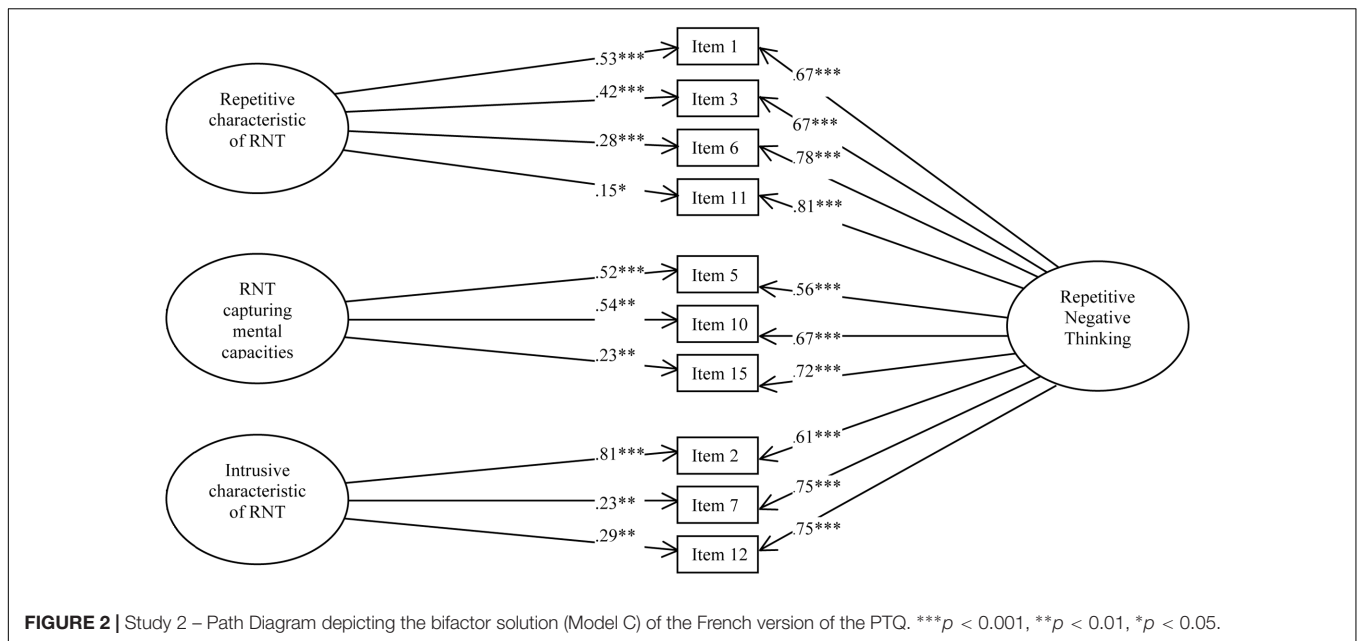 Repetitive
characteristic
of RNT
.53***
.42***
.28***
.15*
Item 1
Item 3
Item 6
Item 11
.67***
67***
.78***
.81***
RNT
capturing
mental
capacities
.52***
.54**
.23**
Item 5
Item 10
Item 15
.56***
.67***
.72***
Intrusive
characteristic
of RNT
.81***
.23**
.29**
Item 2
Item 7
Item 12
.61***
.75***
.75***
Repetitive
Negative
Thinking
FIGURE 2 | Study 2 – Path Diagram depicting the bifactor solution (Model C) of the French version of the PTQ. ***p < 0.001, **p < 0.01, *p < 0.05.